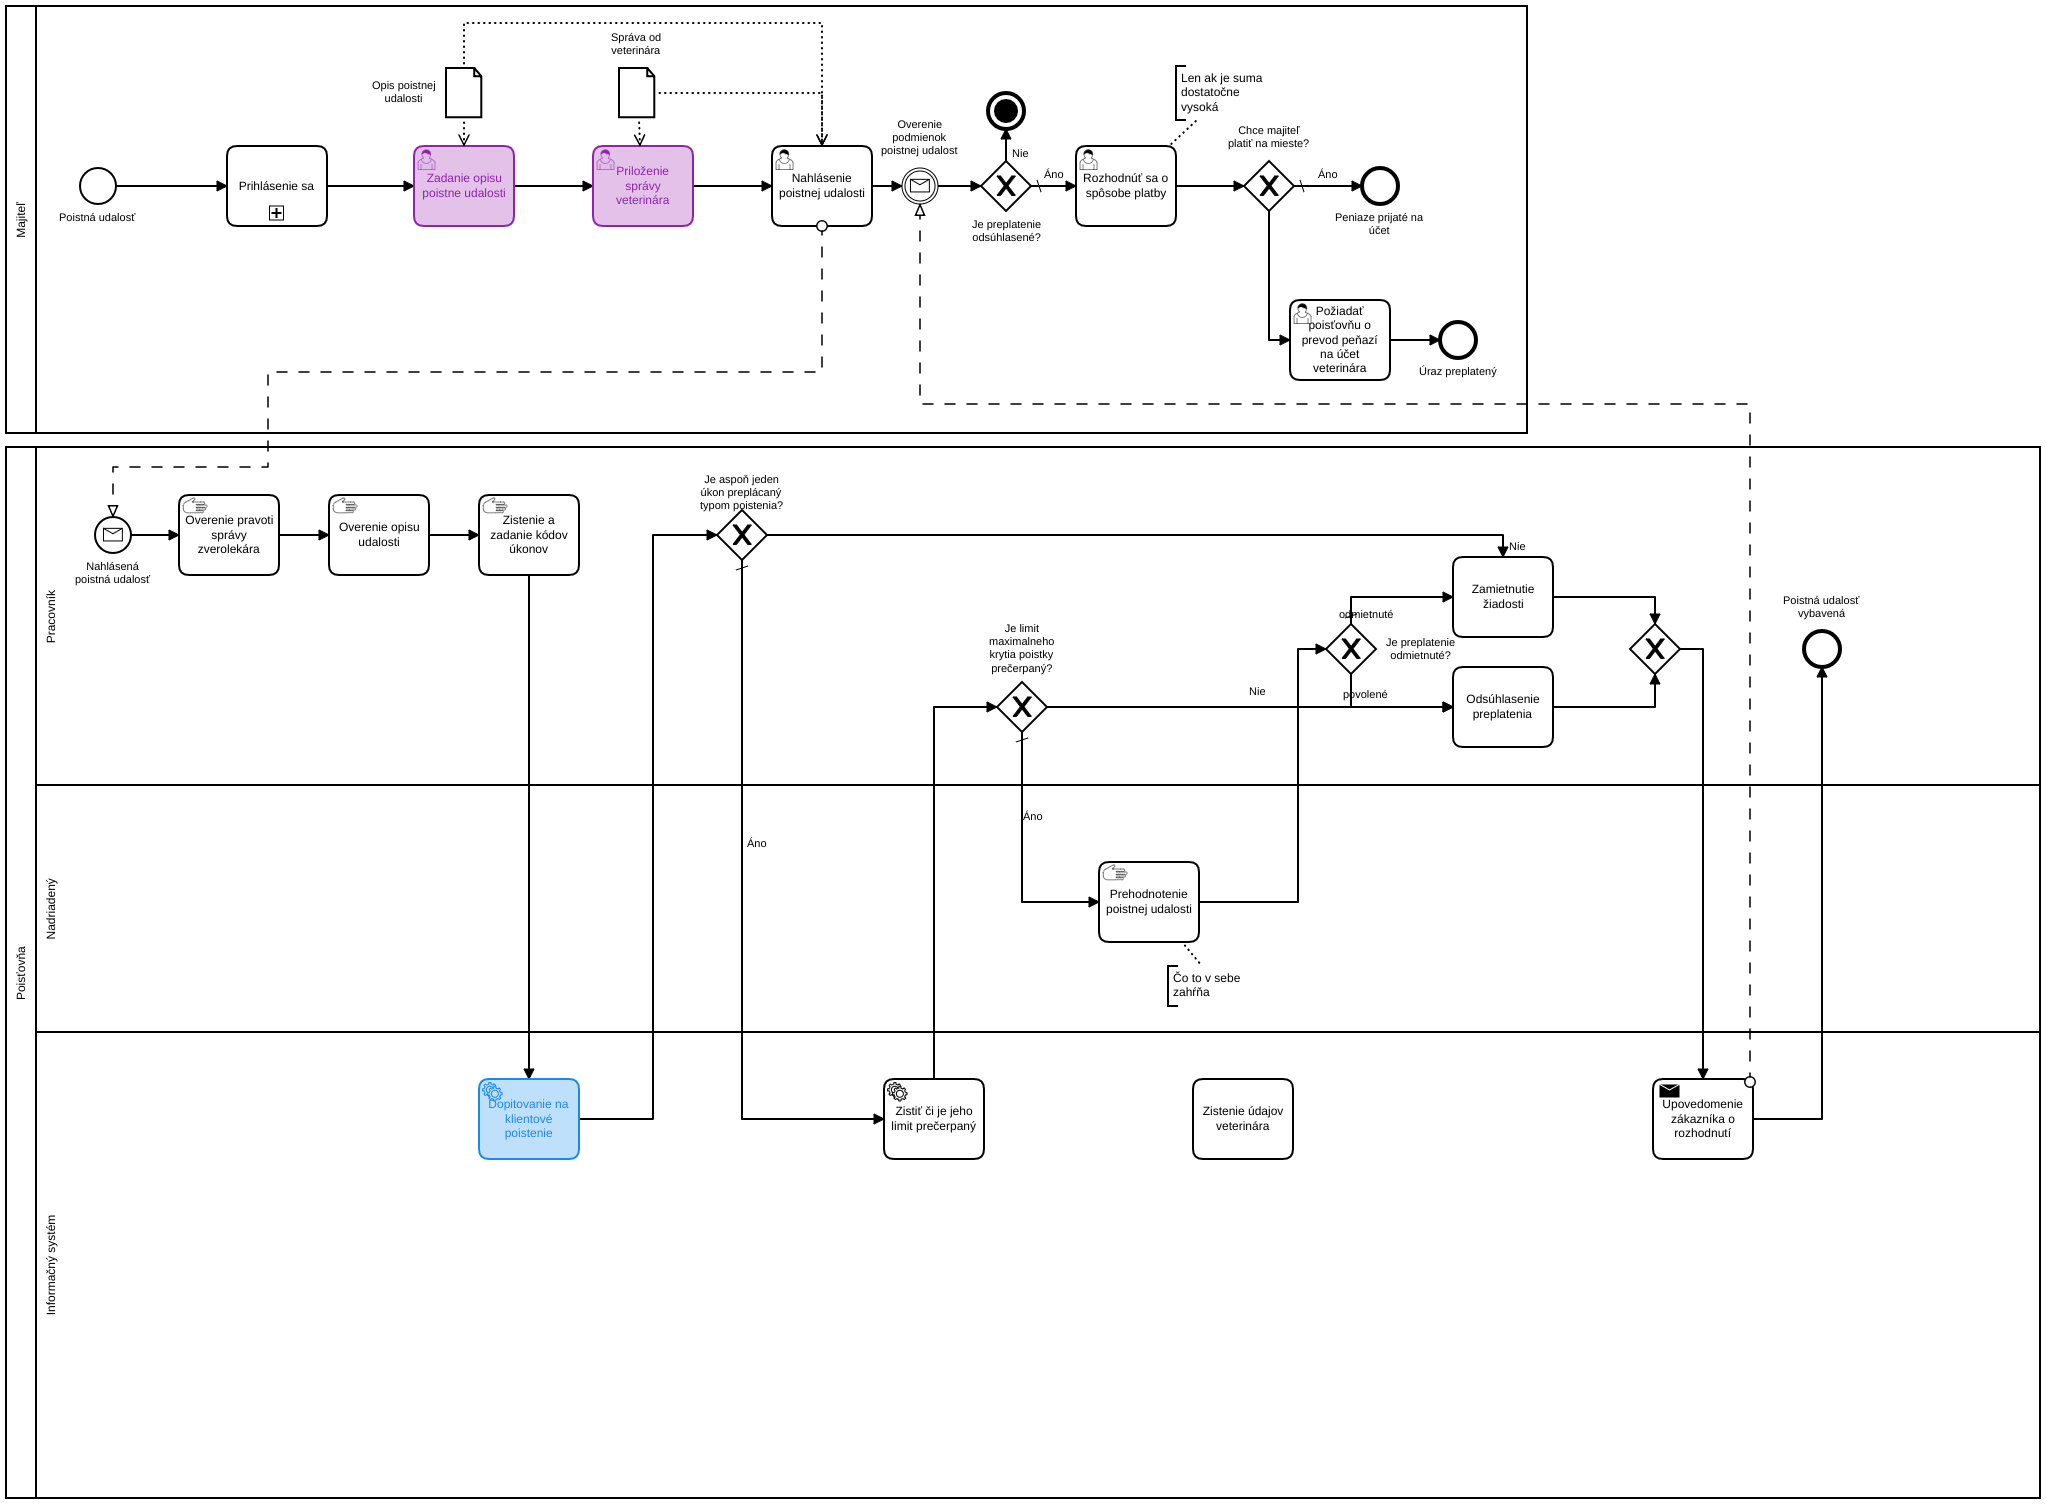 Majiteľ
Poistná udalosť
Prihlásenie sa
Opis poistnej
udalosti
Zadanie opisu
poistne udalosti
Správa od
veterinára
Priloženie
správy
veterinára
Nahlásenie
poistnej udalosti
Overenie
podmienok
poistnej udalost
Nie
Áno
Je preplatenie
odsúhlasené?
Len ak je suma
dostatočne
vysoká
Rozhodnúť sa o
spôsobe platby
Chce majiteľ
platiť na mieste?
Áno
Peniaze prijaté na
účet
Požiadať
poisťovňu o
prevod peňazí
na účet
veterinára
Úraz preplatený
Poisťovňa
Pracovník
Nahlásená
poistná udalosť
Overenie pravoti
správy
zverolekára
Overenie opisu
udalosti
Zistenie a
zadanie kódov
úkonov
Je aspoň jeden
úkon preplácaný
typom poistenia?
Nie
Áno
Je limit
maximalneho
krytia poistky
prečerpaný?
Nie
Áno
odmietnuté
Je preplatenie
odmietnuté?
povolené
Zamietnutie
žiadosti
Odsúhlasenie
preplatenia
Poistná udalosť
vybavená
Nadriadený
Prehodnotenie
poistnej udalosti
Čo to v sebe
zahŕňa
Informačný systém
Dopitovanie na
klientové
poistenie
Zistiť či je jeho
limit prečerpaný
Zistenie údajov
veterinára
Upovedomenie
zákazníka o
rozhodnutí